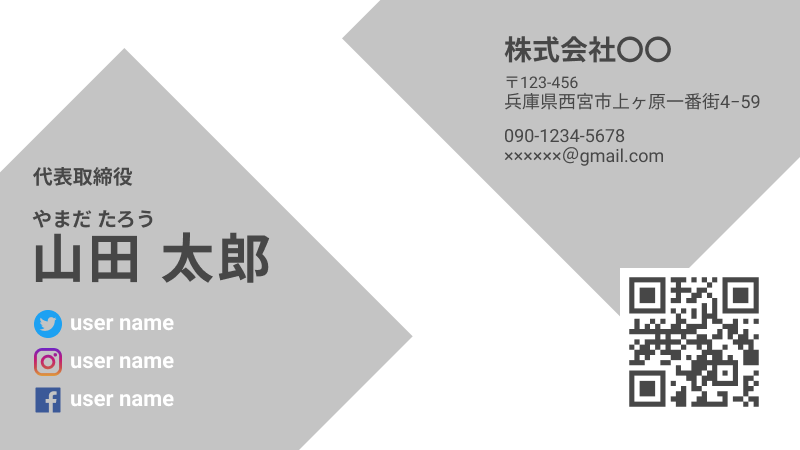 株式会社〇〇
〒123-456
兵庫県西宮市上ヶ原一番街4−59
090-1234-5678
××××××@gmail.com
代表取締役
やまだ たろう
山田 太郎
user name
user name
user name